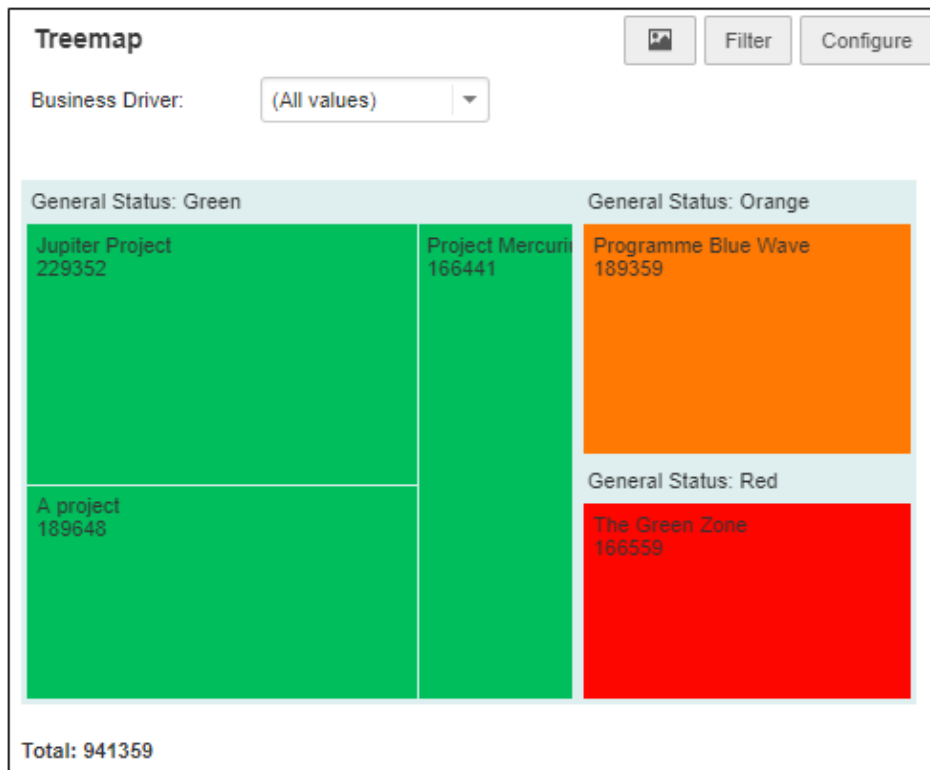 Treemap
Filter
Configure
Business Driver:
(All values)
General Status: Green
Jupiter Project
229352
Project Mercuri
166441
A project
189648
General Status: Orange
Programme Blue Wave
189359
General Status: Red
The Green Zone
166559
Total: 941359